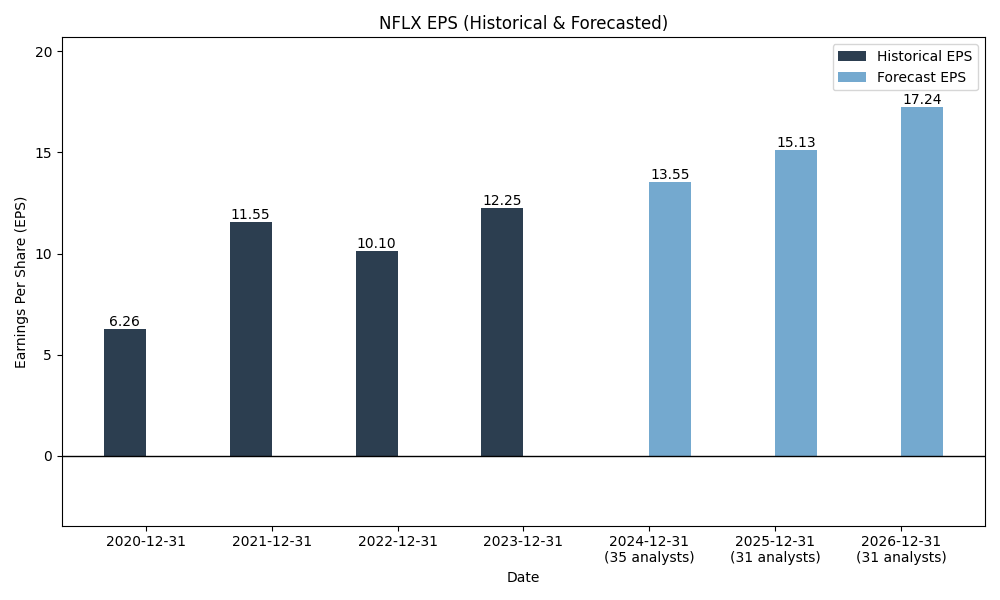 NFLX EPS (Historical & Forecasted)
Historical EPS
Forecast EPS
Earnings Per Share (EPS)
20
15
10
5
0
6.26
11.55
10.10
12.25
13.55
15.13
17.24
2020-12-31
2021-12-31
2022-12-31
2023-12-31
2024-12-31
(35 analysts)
2025-12-31
(31 analysts)
2026-12-31
(31 analysts)
Date